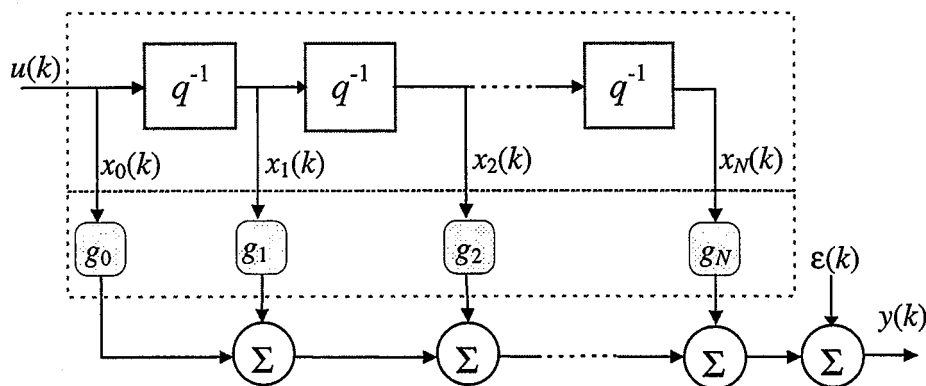 u(k) q⁻¹ q⁻¹ q⁻¹
x₀(k) x₁(k) x₂(k) x_N(k)
g₀ g₁ g₂ g_N ε(k)
Σ Σ Σ Σ y(k)